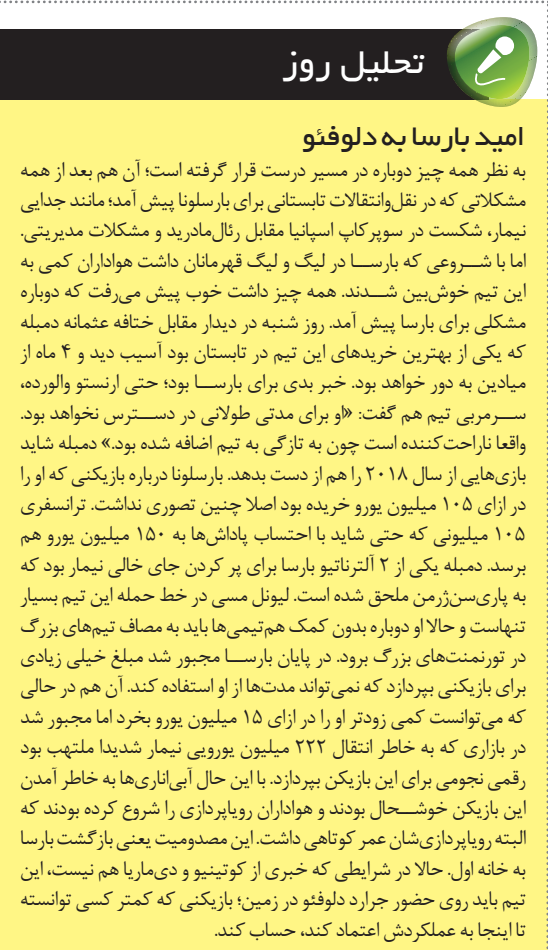 تحلیل روز
امید بارسا به دلوفئو
به نظر همه چیز دوباره در مسیر درست قرار گرفته است؛ آن هم بعد از همه
مشکلاتی که در نقل‌وانتقالات تابستانی برای بارسلونا پیش آمد؛ مانند جدایی
نیمار، شکست در سوپرکاپ اسپانیا مقابل رئال‌مادرید و مشکلات مدیریتی.
اما با شروعی که بارسا در لیگ و لیگ قهرمانان داشت هواداران کمی به
این تیم خوش‌بین شدند. همه چیز داشت خوب پیش می‌رفت که دوباره
مشکلی برای بارسا پیش آمد. روز شنبه در دیدار مقابل ختافه عثمانه دمبله
که یکی از بهترین خریدهای این تیم در تابستان بود آسیب دید و ۴ ماه از
میادین به دور خواهد بود. خبر بدی برای بارسا بود؛ حتی ارنستو والورده،
سرمربی تیم هم گفت: «او برای مدتی طولانی در دسترس نخواهد بود.
واقعا ناراحت‌کننده است چون به تازگی به تیم اضافه شده بود.» دمبله شاید
بازی‌هایی از سال ۲۰۱۸ را هم از دست بدهد. بارسلونا درباره بازیکنی که او را
در ازای ۱۰۵ میلیون یورو خریده بود اصلا چنین تصوری نداشت. ترانسفری
۱۰۵ میلیونی که حتی شاید با احتساب پاداش‌ها به ۱۵۰ میلیون یورو هم
برسد. دمبله یکی از ۲ آلترناتیو بارسا برای پر کردن جای خالی نیمار بود که
به پاری‌سن‌ژرمن ملحق شده است. لیونل مسی در خط حمله این تیم بسیار
تنهاست و حالا او دوباره بدون کمک هم‌تیمی‌ها باید به مصاف تیم‌های بزرگ
در تورنمنت‌های بزرگ برود. در پایان بارسا مجبور شد مبلغ خیلی زیادی
برای بازیکنی بپردازد که نمی‌تواند مدت‌ها از او استفاده کند. آن هم در حالی
که می‌توانست کمی زودتر او را در ازای ۱۵ میلیون یورو بخرد اما مجبور شد
در بازاری که به خاطر انتقال ۲۲۲ میلیون یورویی نیمار شدیدا ملتهب بود
رقمی نجومی برای این بازیکن بپردازد. با این حال آبی‌اناری‌ها به خاطر آمدن
این بازیکن خوشحال بودند و هواداران رویاپردازی را شروع کرده بودند که
البته رویاپردازی‌شان عمر کوتاهی داشت. این مصدومیت یعنی بازگشت بارسا
به خانه اول. حالا در شرایطی که خبری از کوتینیو و دی‌ماریا هم نیست، این
تیم باید روی حضور جرارد دلوفئو در زمین؛ بازیکنی که کمتر کسی توانسته
تا اینجا به عملکردش اعتماد کند، حساب کند.